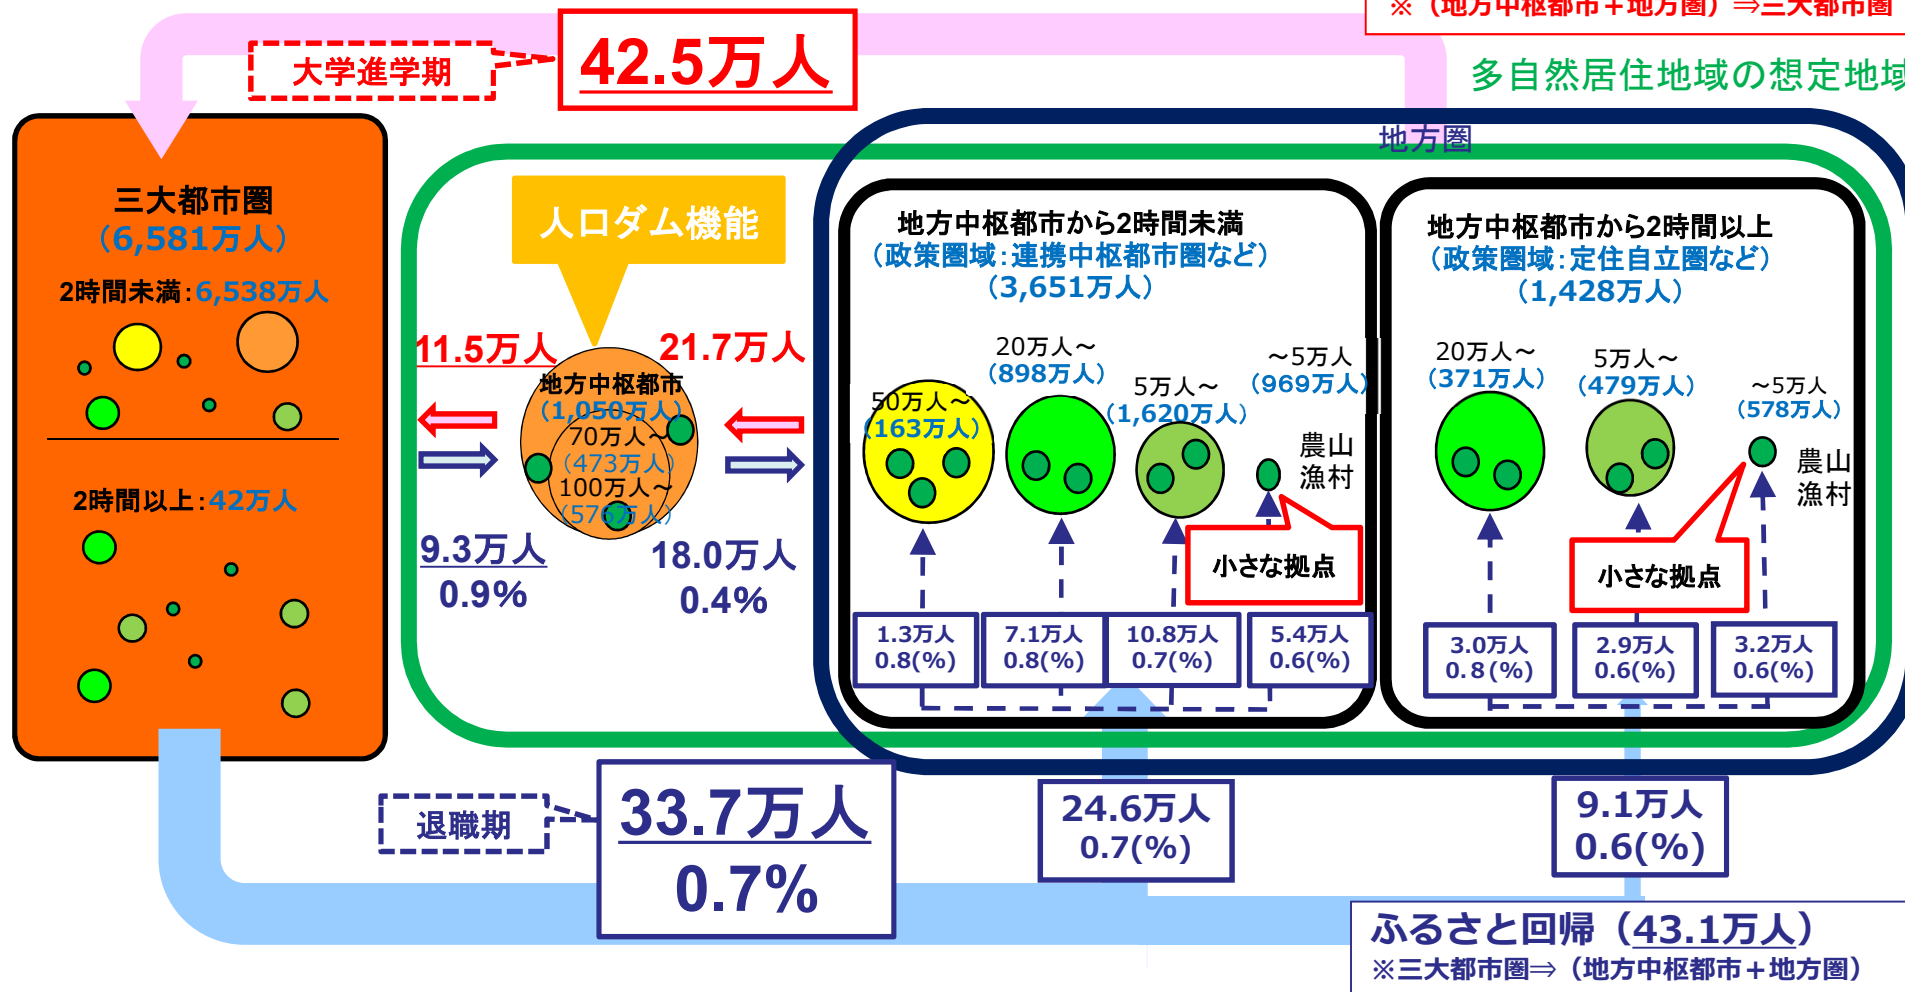 ※（地方中枢都市＋地方圏）⇒三大都市圏
大学進学期
42.5万人
多自然居住地域の想定地域
地方圏
三大都市圏
（6,581万人）
2時間未満：6,538万人
2時間以上：42万人
人口ダム機能
11.5万人
21.7万人
地方中枢都市
（1,050万人）
70万人～
（473万人）
100万人～
（576万人）
9.3万人
0.9%
18.0万人
0.4%
地方中枢都市から2時間未満
（政策圏域：連携中枢都市圏など）
（3,651万人）
50万人～
（163万人）
20万人～
（898万人）
5万人～
（1,620万人）
～5万人
（969万人）
農山
漁村
小さな拠点
1.3万人
0.8(%)
7.1万人
0.8(%)
10.8万人
0.7(%)
5.4万人
0.6(%)
地方中枢都市から2時間以上
（政策圏域：定住自立圏など）
（1,428万人）
20万人～
（371万人）
5万人～
（479万人）
～5万人
（578万人）
農山
漁村
小さな拠点
3.0万人
0.8(%)
2.9万人
0.6(%)
3.2万人
0.6(%)
退職期
33.7万人
0.7%
24.6万人
0.7(%)
9.1万人
0.6(%)
ふるさと回帰（43.1万人）
※三大都市圏⇒（地方中枢都市＋地方圏）